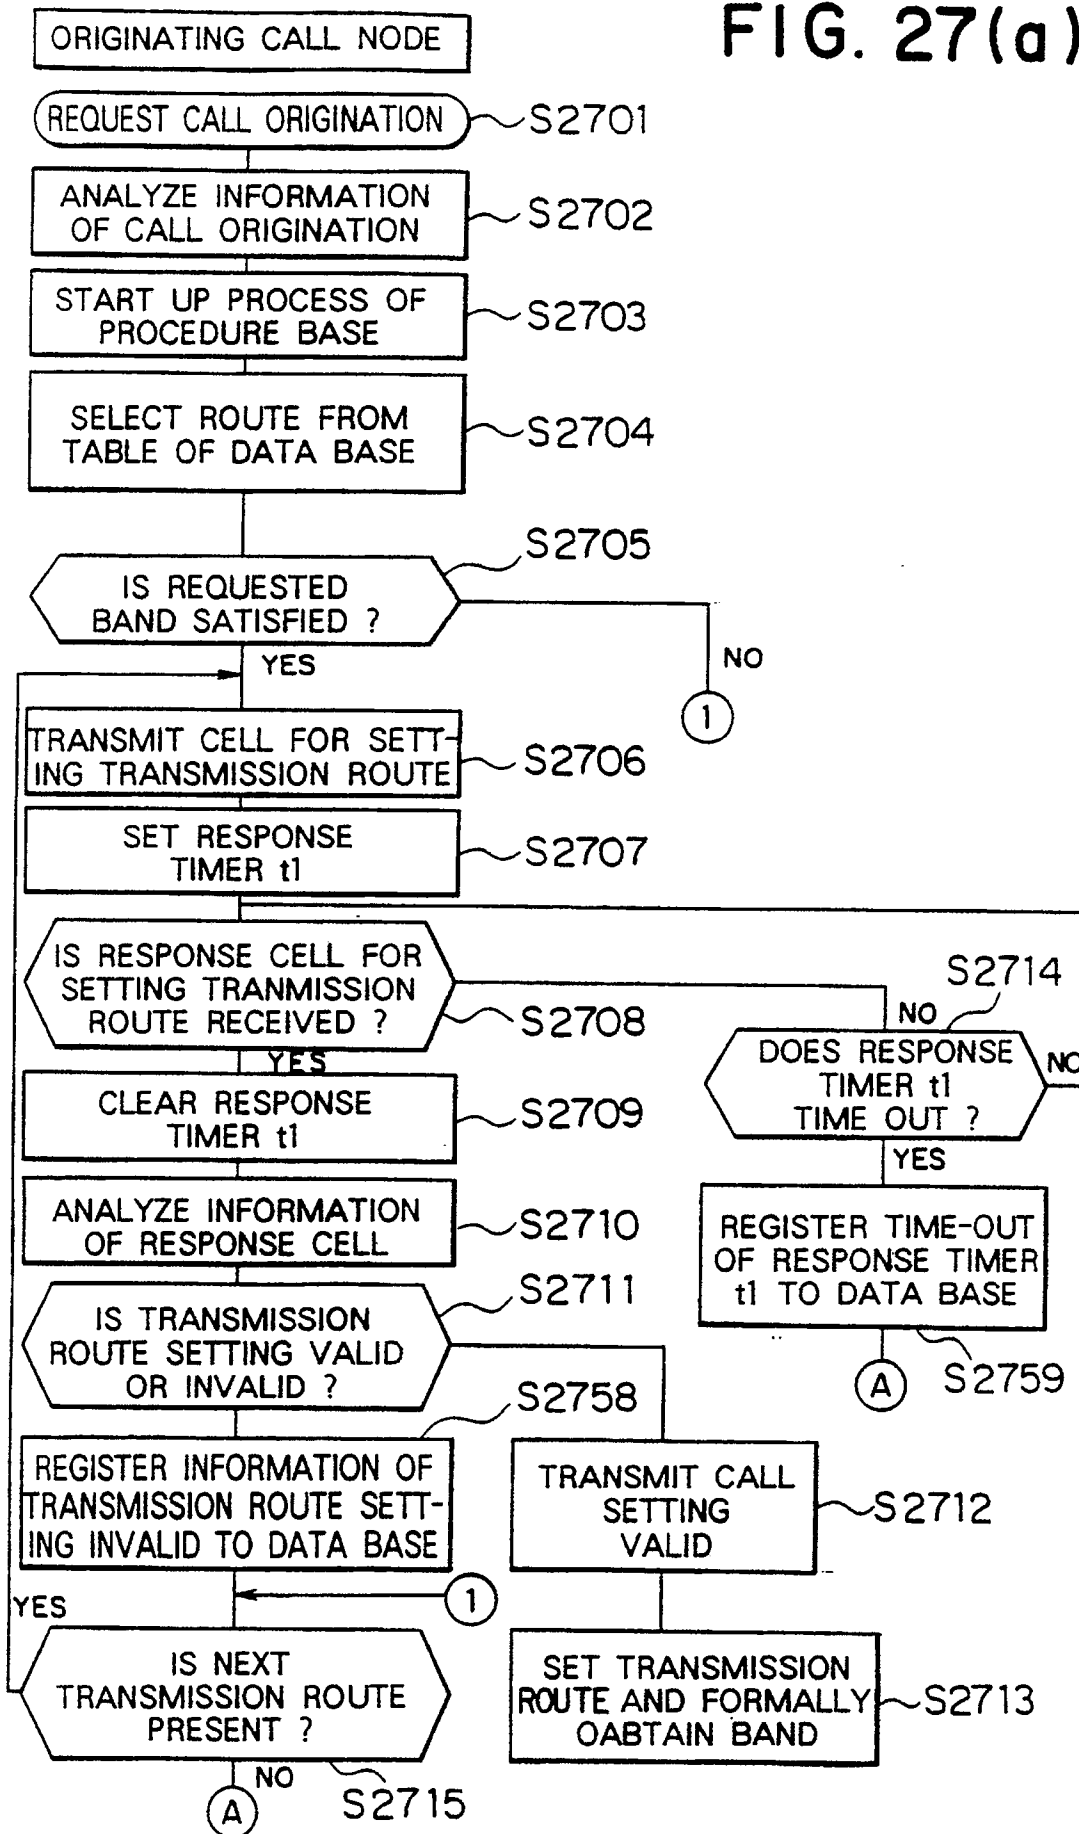 FIG. 27(a)
ORIGINATING CALL NODE
REQUEST CALL ORIGINATION
S2701
ANALYZE INFORMATION
OF CALL ORIGINATION
S2702
START UP PROCESS OF
PROCEDURE BASE
S2703
SELECT ROUTE FROM
TABLE OF DATA BASE
S2704
S2705
IS REQUESTED
BAND SATISFIED ?
YES
NO
1
TRANSMIT CELL FOR SETT-
ING TRANSMISSION ROUTE
S2706
SET RESPONSE
TIMER t1
S2707
IS RESPONSE CELL FOR
SETTING TRANMISSION
ROUTE RECEIVED ?
S2708
YES
NO
S2714
DOES RESPONSE
TIMER t1
TIME OUT ?
NO
YES
CLEAR RESPONSE
TIMER t1
S2709
ANALYZE INFORMATION
OF RESPONSE CELL
S2710
REGISTER TIME-OUT
OF RESPONSE TIMER
t1 TO DATA BASE
S2759
A
S2711
IS TRANSMISSION
ROUTE SETTING VALID
OR INVALID ?
S2758
REGISTER INFORMATION OF
TRANSMISSION ROUTE SETT-
ING INVALID TO DATA BASE
TRANSMIT CALL
SETTING
VALID
S2712
1
YES
IS NEXT
TRANSMISSION ROUTE
PRESENT ?
NO
S2715
A
SET TRANSMISSION
ROUTE AND FORMALLY
OABTAIN BAND
S2713